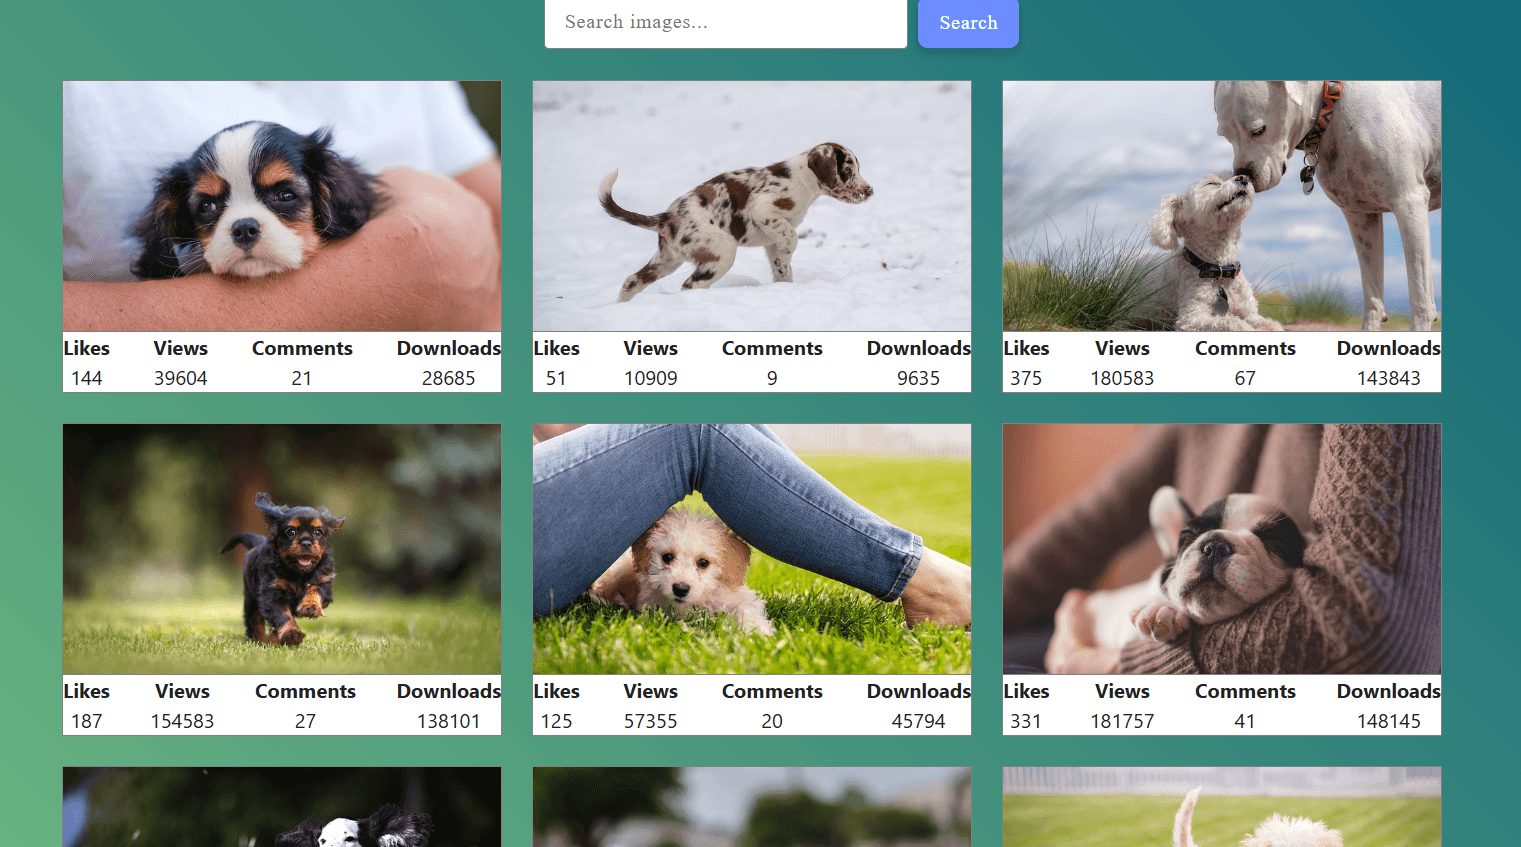 Search images... Search
Likes Views Comments Downloads Likes Views Comments Downloads Likes Views Comments Downloads
144 39604 21 28685 51 10909 9 9635 375 180583 67 143843
Likes Views Comments Downloads Likes Views Comments Downloads Likes Views Comments Downloads
187 154583 27 138101 125 57355 20 45794 331 181757 41 148145